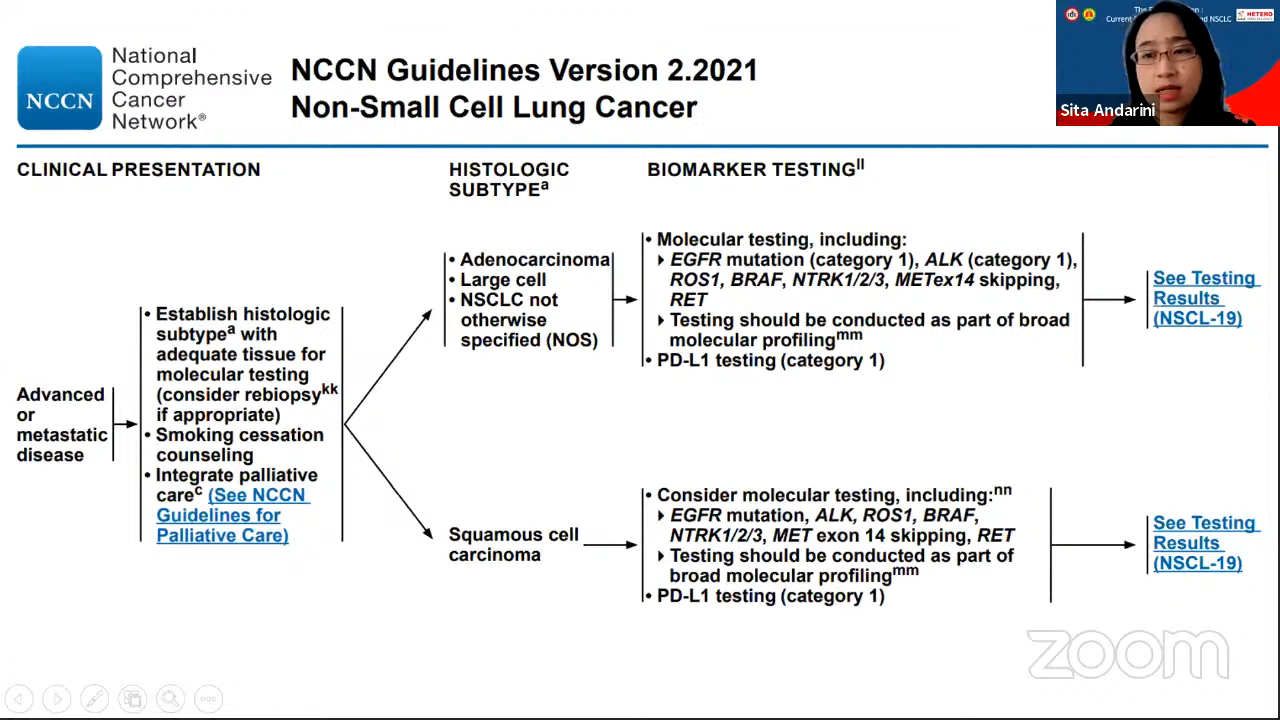 NCCN
National
Comprehensive
Cancer
Network®
NCCN Guidelines Version 2.2021
Non-Small Cell Lung Cancer
HETERO
Sita Andarini
CLINICAL PRESENTATION
HISTOLOGIC
SUBTYPEa
BIOMARKER TESTINGll
Advanced
or
metastatic
disease
• Establish histologic
subtypea with
adequate tissue for
molecular testing
(consider rebiopsykk
if appropriate)
• Smoking cessation
counseling
• Integrate palliative
carec (See NCCN
Guidelines for
Palliative Care)
• Adenocarcinoma
• Large cell
• NSCLC not
otherwise
specified (NOS)
• Molecular testing, including:
EGFR mutation (category 1), ALK (category 1),
ROS1, BRAF, NTRK1/2/3, METex14 skipping,
RET
Testing should be conducted as part of broad
molecular profilingmm
• PD-L1 testing (category 1)
See Testing
Results
(NSCL-19)
Squamous cell
carcinoma
• Consider molecular testing, including:nn
EGFR mutation, ALK, ROS1, BRAF,
NTRK1/2/3, MET exon 14 skipping, RET
Testing should be conducted as part of
broad molecular profilingmm
• PD-L1 testing (category 1)
See Testing
Results
(NSCL-19)
zoom